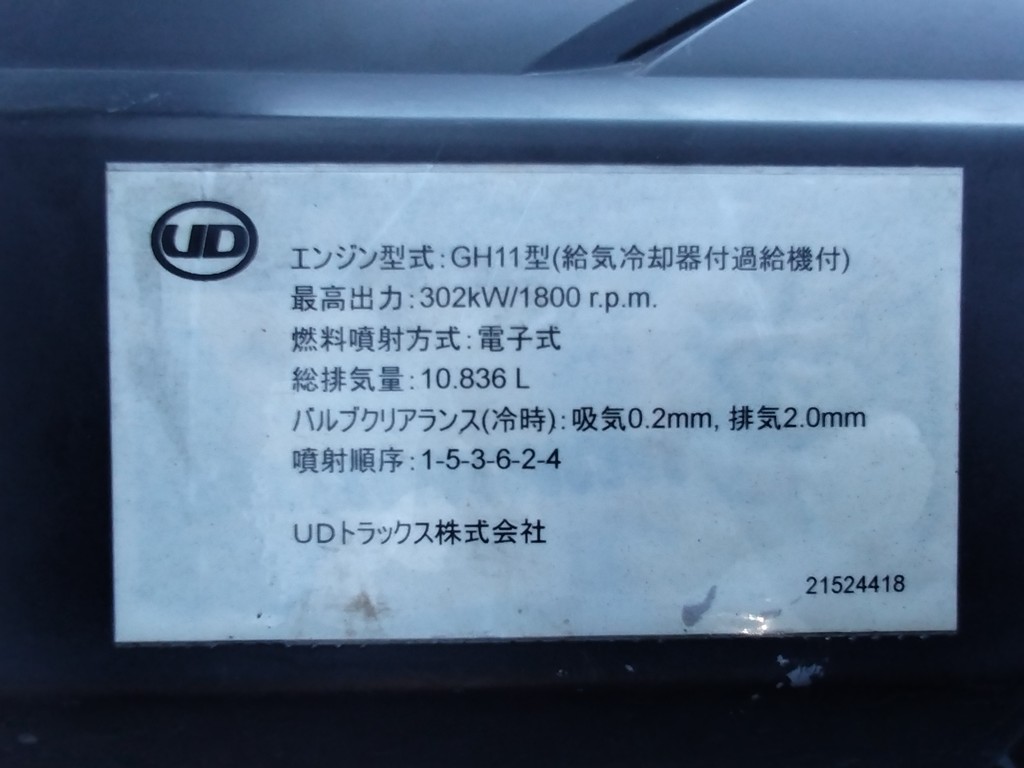 UD
エンジン型式:GH11型(給気冷却器付過給機付)
最高出力:302kW/1800 r.p.m.
燃料噴射方式:電子式
総排気量:10.836 L
バルブクリアランス(冷時):吸気0.2mm, 排気2.0mm
噴射順序:1-5-3-6-2-4
UDトラックス株式会社
21524418